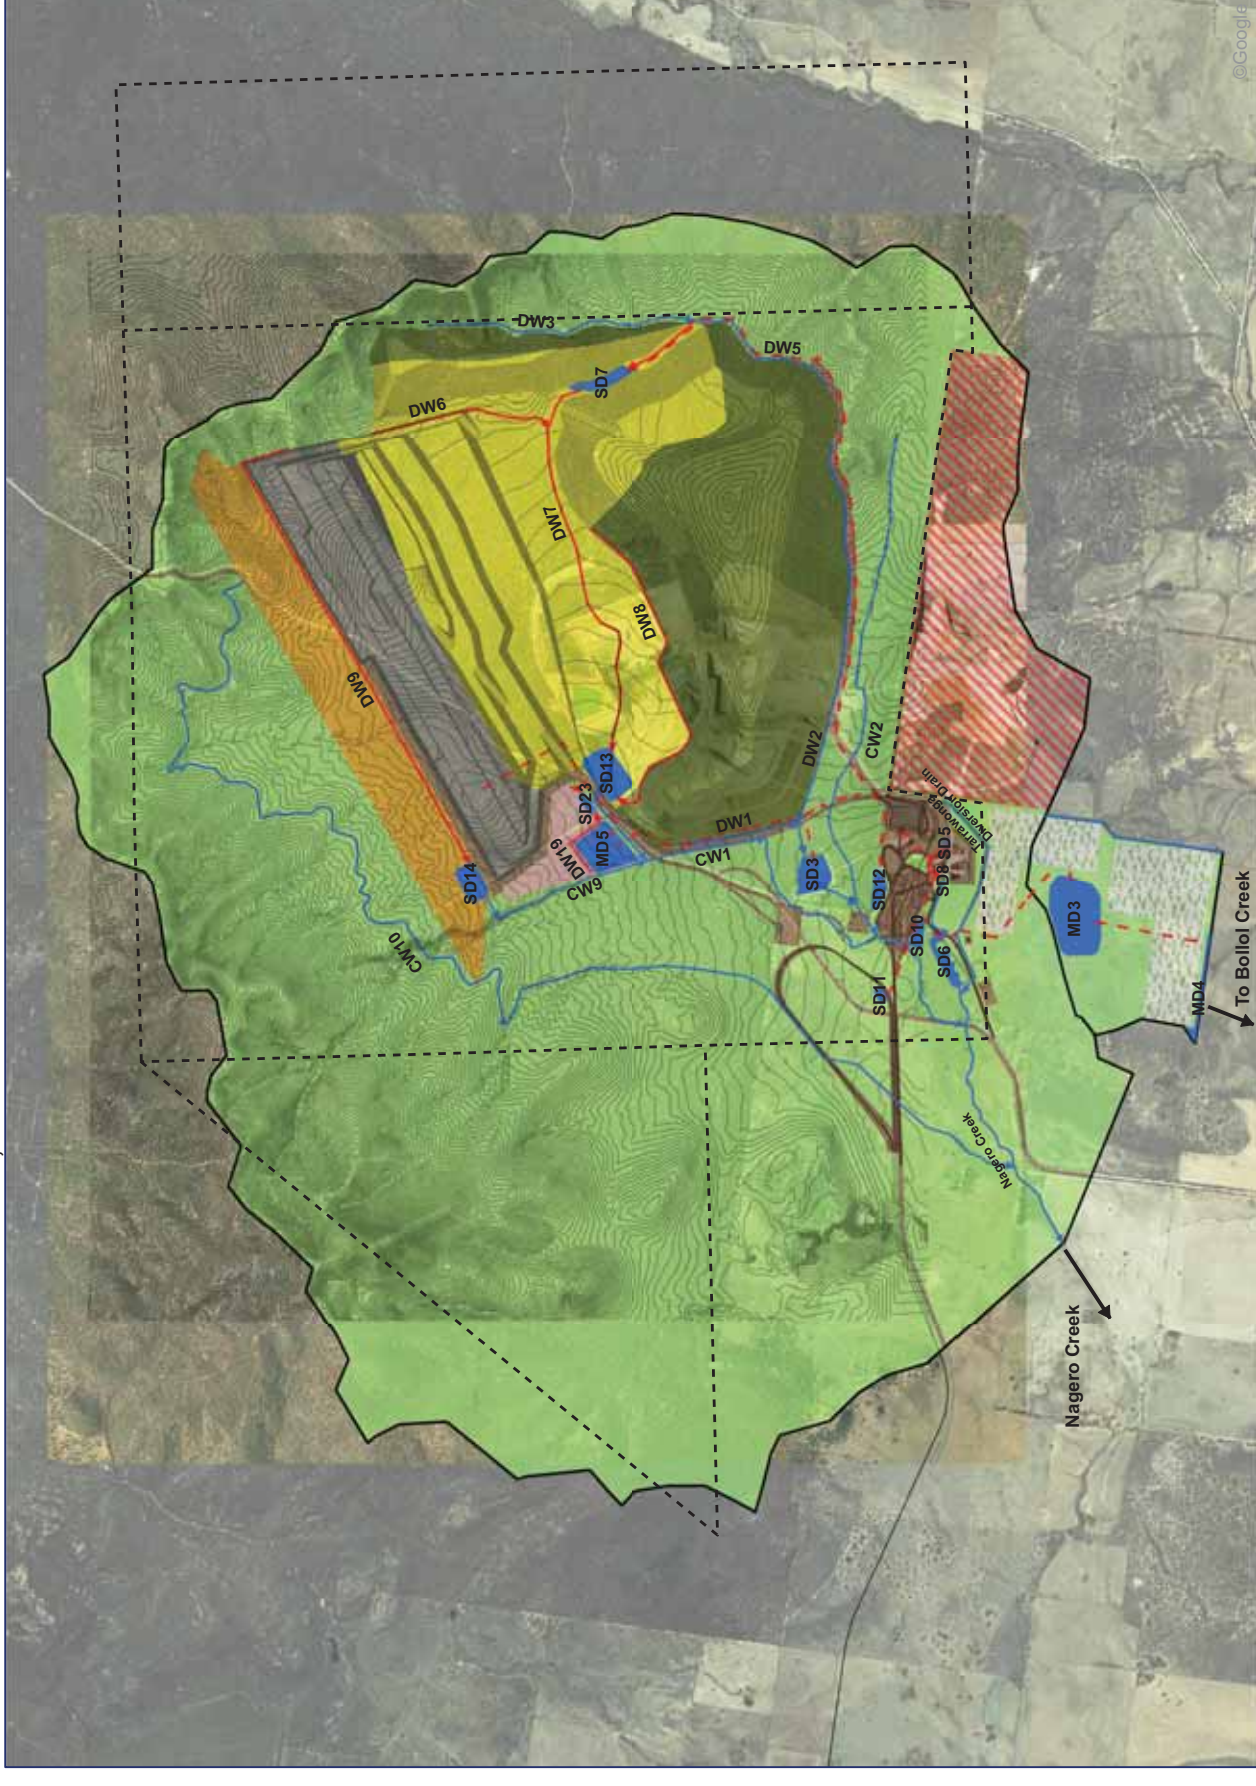 ©Google
DW3
DW5
SD7
DW6
DW7
DW8
DW9
DW2
CW2
SD13
SD23
Tarrawonga
Diversion Drain
DW1
CW1
MD5
DW19
CW9
SD14
SD3
SD12
SD5
SD8
SD10
SD6
SD11
CW10
MD3
MD4
To Bollol Creek
Nagero Creek
Nagero Creek